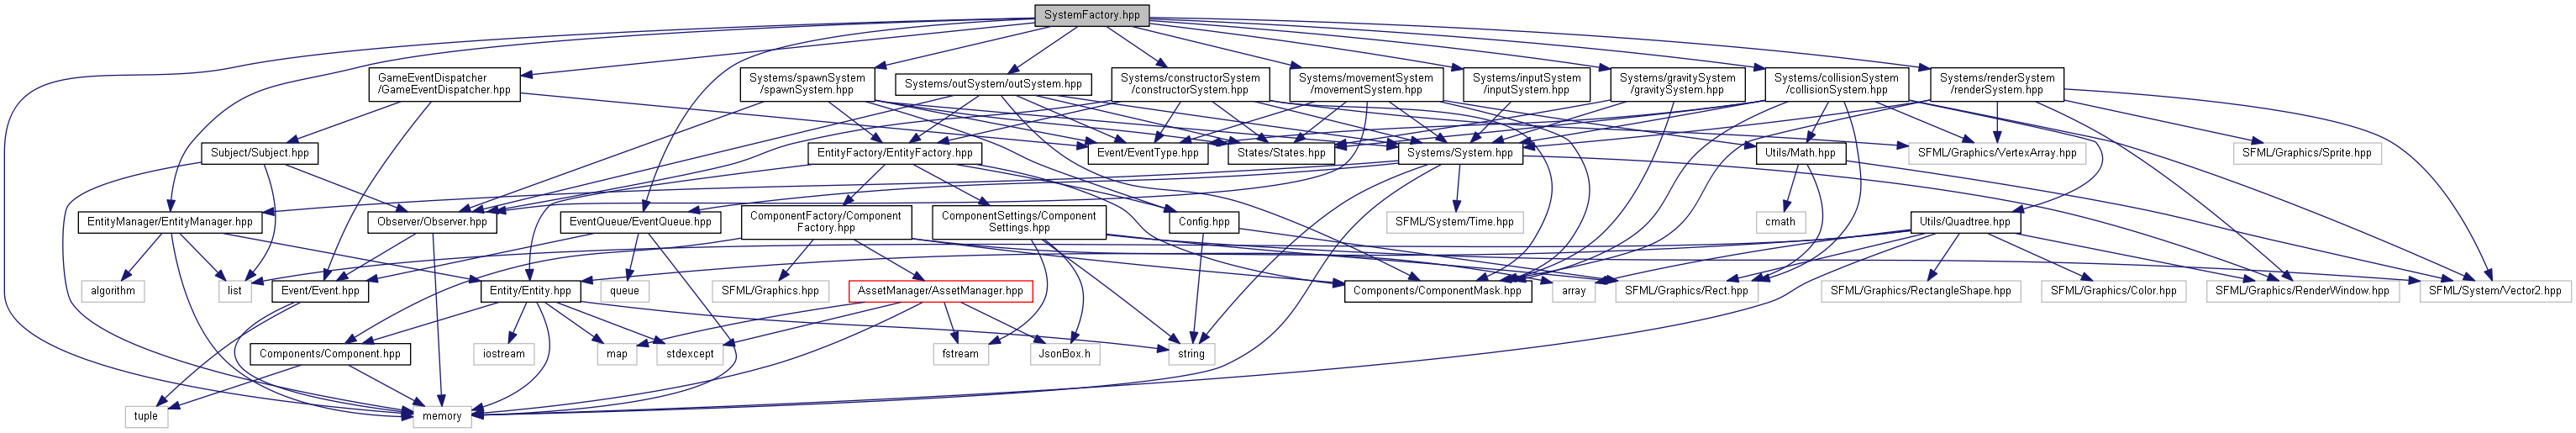 SystemFactory.hpp
GameEventDispatcher
/GameEventDispatcher.hpp
Systems/spawnSystem
/spawnSystem.hpp
Systems/outSystem/outSystem.hpp
Systems/constructorSystem
/constructorSystem.hpp
Systems/movementSystem
/movementSystem.hpp
Systems/inputSystem
/inputSystem.hpp
Systems/gravitySystem
/gravitySystem.hpp
Systems/collisionSystem
/collisionSystem.hpp
Systems/renderSystem
/renderSystem.hpp
Subject/Subject.hpp
EntityFactory/EntityFactory.hpp
Event/EventType.hpp
States/States.hpp
Systems/System.hpp
Utils/Math.hpp
SFML/Graphics/VertexArray.hpp
SFML/Graphics/Sprite.hpp
EntityManager/EntityManager.hpp
Observer/Observer.hpp
EventQueue/EventQueue.hpp
ComponentFactory/Component
Factory.hpp
ComponentSettings/Component
Settings.hpp
Config.hpp
SFML/System/Time.hpp
cmath
Utils/Quadtree.hpp
algorithm
list
Event/Event.hpp
Entity/Entity.hpp
queue
SFML/Graphics.hpp
AssetManager/AssetManager.hpp
Components/ComponentMask.hpp
array
SFML/Graphics/Rect.hpp
SFML/Graphics/RectangleShape.hpp
SFML/Graphics/Color.hpp
SFML/Graphics/RenderWindow.hpp
SFML/System/Vector2.hpp
Components/Component.hpp
iostream
map
stdexcept
fstream
JsonBox.h
string
tuple
memory